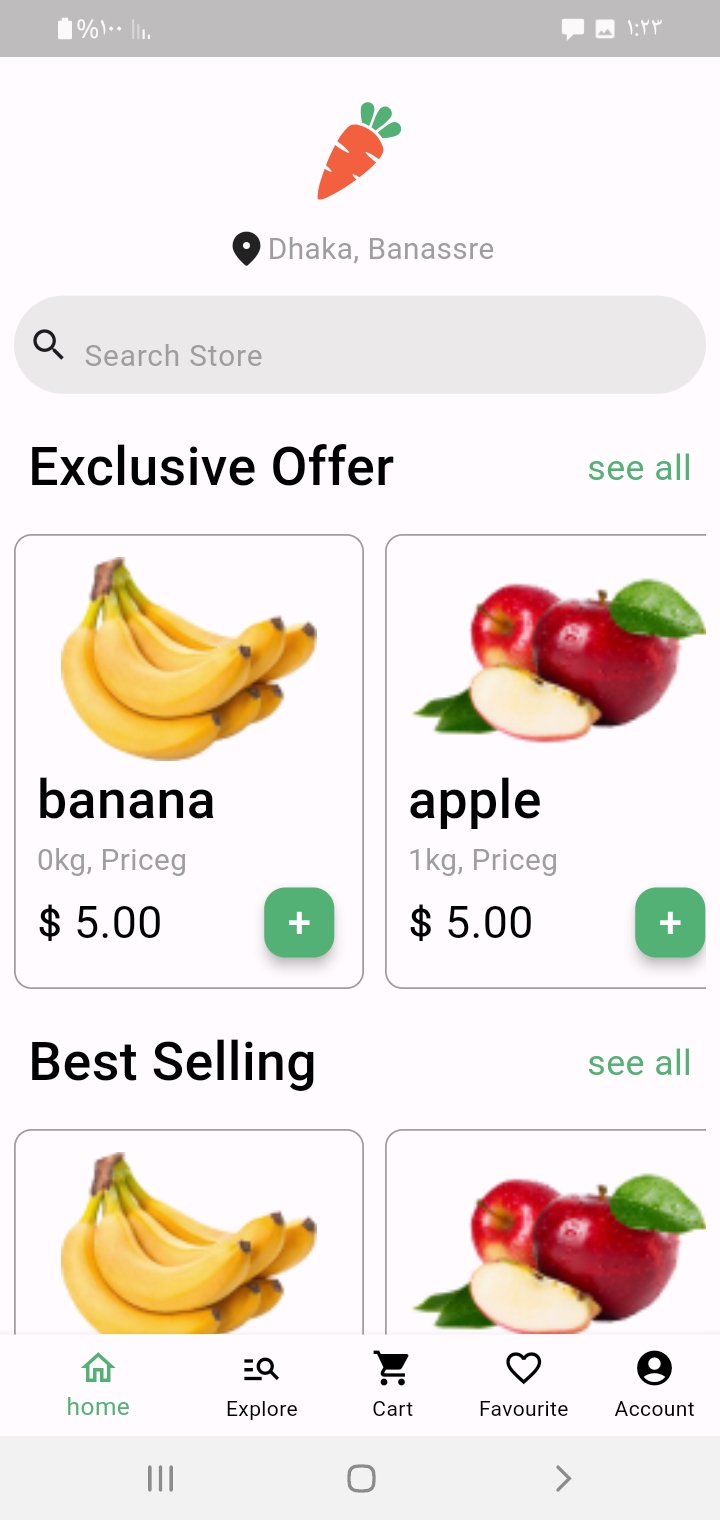 %١٠٠
١:٢٣
Dhaka, Banassre
Search Store
Exclusive Offer
see all
banana
0kg, Priceg
$ 5.00
+
apple
1kg, Priceg
$ 5.00
+
Best Selling
see all
home
Explore
Cart
Favourite
Account